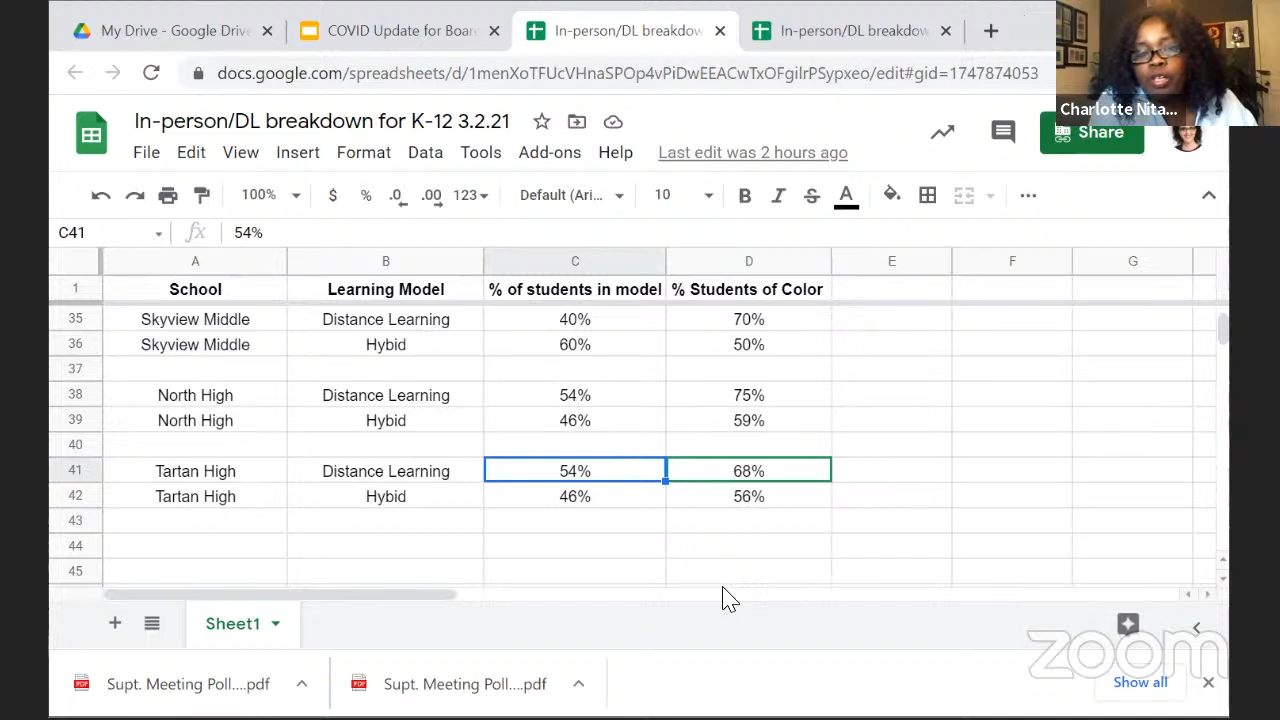 My Drive - Google Drive
COVID Update for Boar
In-person/DL breakdow
In-person/DL breakdow
docs.google.com/spreadsheets/d/1menXoTFUcVHnaSPOp4vPiDwEEACwTxOFgilrPSypxeo/edit#gid=1747874053
Charlotte Nita...
In-person/DL breakdown for K-12 3.2.21
Share
File Edit View Insert Format Data Tools Add-ons Help Last edit was 2 hours ago
100% $ % .0 .00 123 Default (Ari... 10 B I S A
C41 fx 54%
A B C D E F G
1 School Learning Model % of students in model % Students of Color
35 Skyview Middle Distance Learning 40% 70%
36 Skyview Middle Hybid 60% 50%
37
38 North High Distance Learning 54% 75%
39 North High Hybid 46% 59%
40
41 Tartan High Distance Learning 54% 68%
42 Tartan High Hybid 46% 56%
43
44
45
Sheet1
zoom
Supt. Meeting Poll....pdf
Supt. Meeting Poll....pdf
Show all